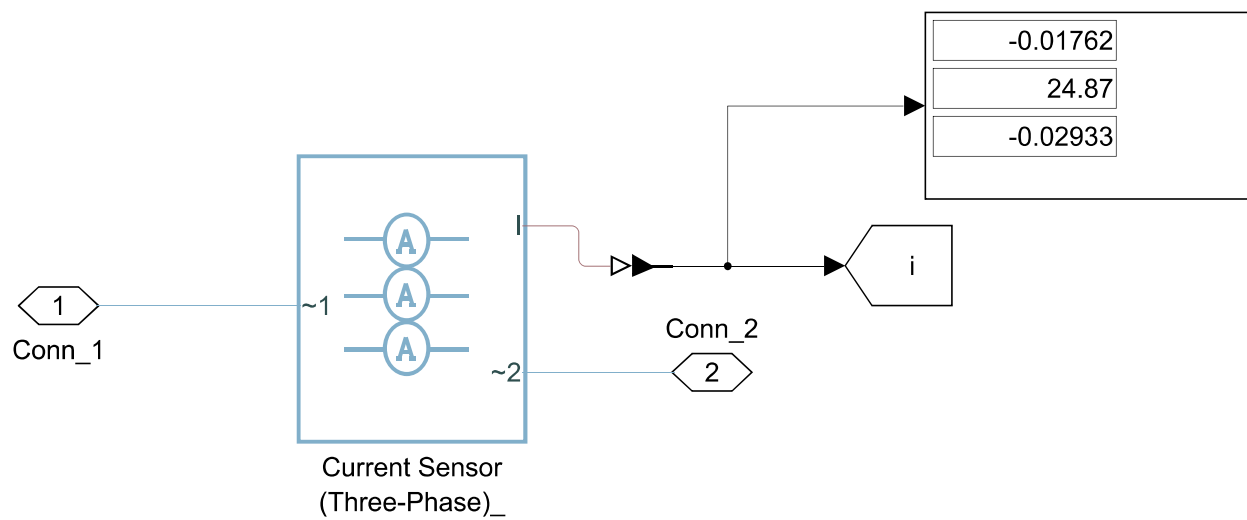 -0.01762
24.87
-0.02933
A
A
A
I
i
1
~1
Conn_1
Conn_2
~2
2
Current Sensor
(Three-Phase)_